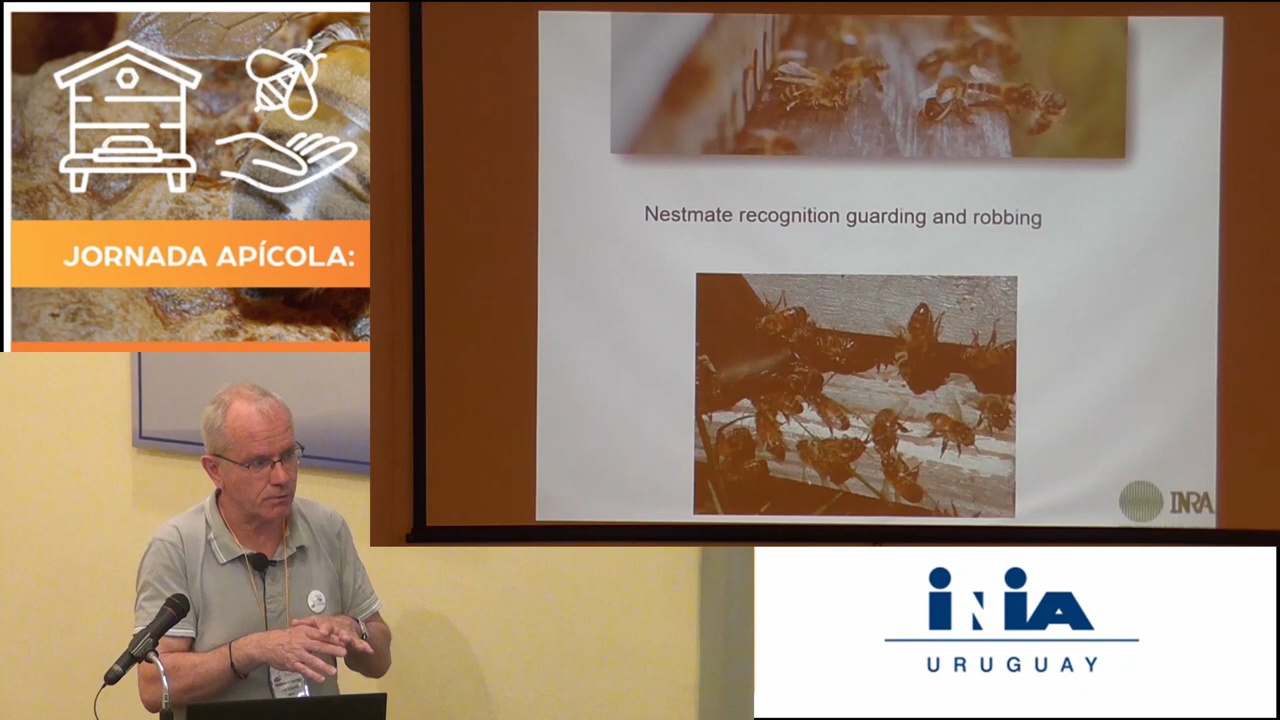 JORNADA APÍCOLA:
Nestmate recognition guarding and robbing
INRA
INIA
URUGUAY